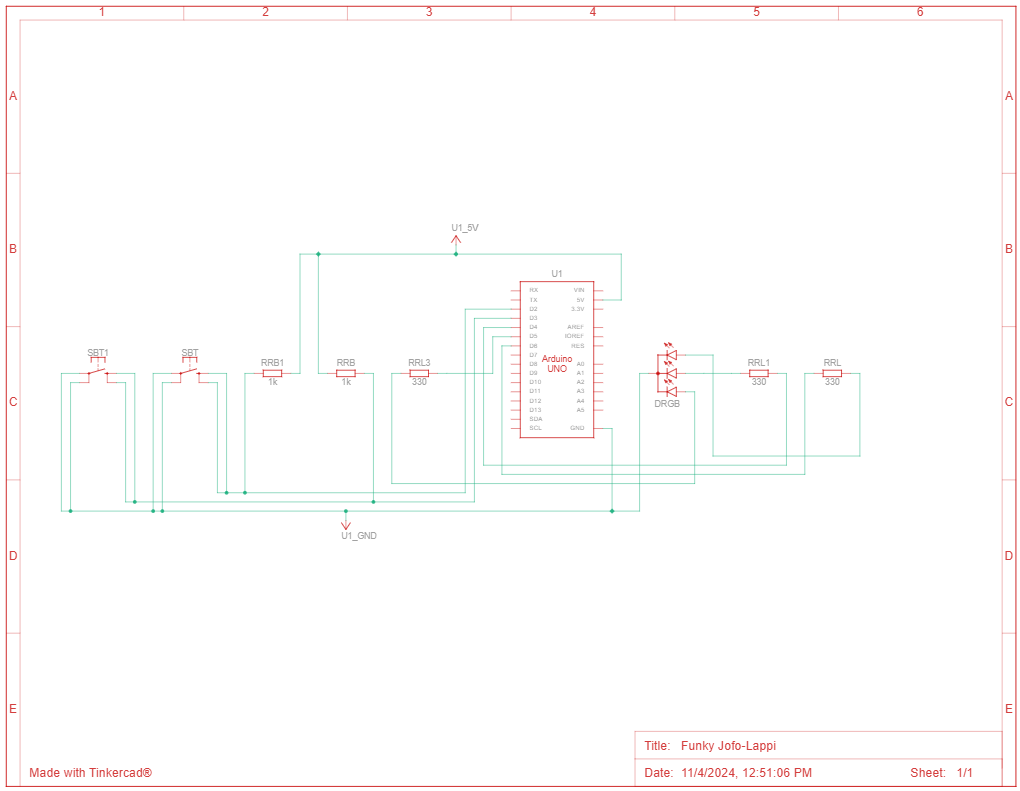 1 2 3 4 5 6
A A
B B
C C
D D
E E
U1_5V
U1
RX VIN
TX 5V
D2 3.3V
D3
D4 AREF
D5 IOREF
D6 RES
D7
D8 A0
D9 A1
D10 A2
D11 A3
D12 A4
D13 A5
SDA
SCL GND
Arduino
UNO
SBT1 SBT RRB1 RRB RRL3 RRL1 RRL
1k 1k 330 330 330
DRGB
U1_GND
Title: Funky Jofo-Lappi
Made with Tinkercad®
Date: 11/4/2024, 12:51:06 PM Sheet: 1/1